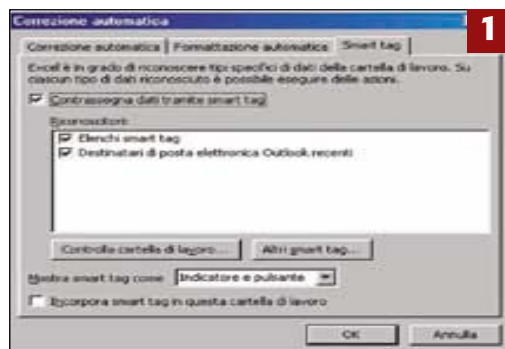 Correzione automatica
1
Correzione automatica Formattazione automatica Smart tag
Excel è in grado di riconoscere tipi specifici di dati della cartella di lavoro. Su
ciascun tipo di dati riconosciuto è possibile eseguire delle azioni.
Contrassegna dati tramite smart tag
Riconoscitori:
Elenchi smart tag
Destinatari di posta elettronica Outlook recenti
Controlla cartella di lavoro... Altri smart tag...
Mostra smart tag come Indicatore e pulsante
Incorpora smart tag in questa cartella di lavoro
OK Annulla